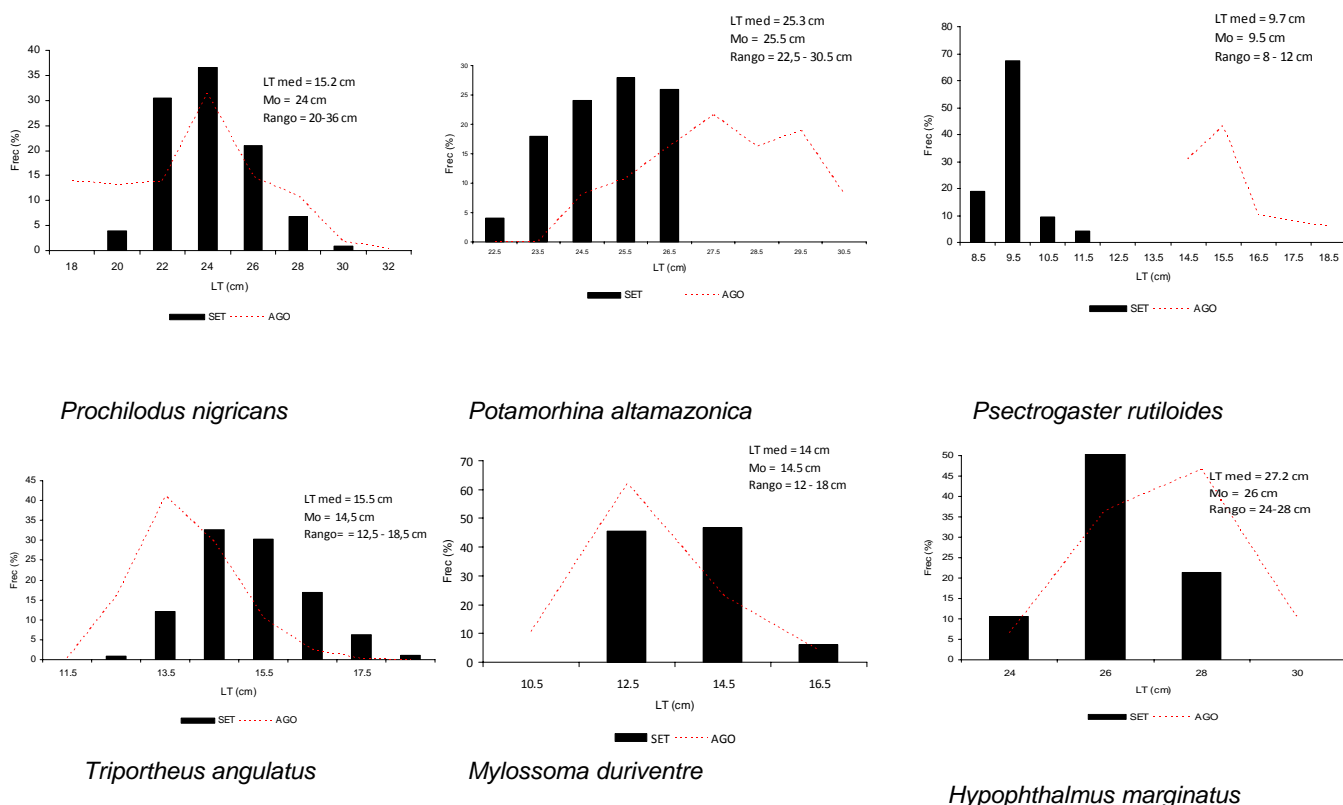 LT med = 15.2 cm
Mo = 24 cm
Rango = 20-36 cm
Frec (%)
40
35
30
25
20
15
10
5
0
18 20 22 24 26 28 30 32
LT (cm)
SET AGO
Prochilodus nigricans
LT med = 25.3 cm
Mo = 25.5 cm
Rango = 22,5 - 30.5 cm
Frec (%)
30
25
20
15
10
5
0
22.5 23.5 24.5 25.5 26.5 27.5 28.5 29.5 30.5
LT (cm)
SET AGO
Potamorhina altamazonica
LT med = 9.7 cm
Mo = 9.5 cm
Rango = 8 - 12 cm
Frec (%)
80
70
60
50
40
30
20
10
0
8.5 9.5 10.5 11.5 12.5 13.5 14.5 15.5 16.5 17.5 18.5
LT (cm)
SET AGO
Psectrogaster rutiloides
LT med = 15.5 cm
Mo = 14,5 cm
Rango= = 12,5 - 18,5 cm
Frec (%)
45
40
35
30
25
20
15
10
5
0
11.5 13.5 15.5 17.5
LT (cm)
SET AGO
Triportheus angulatus
LT med = 14 cm
Mo = 14.5 cm
Rango = 12 - 18 cm
Frec (%)
70
60
50
40
30
20
10
0
10.5 12.5 14.5 16.5
LT (cm)
SET AGO
Mylossoma duriventre
LT med = 27.2 cm
Mo = 26 cm
Rango = 24-28 cm
Frec (%)
50
45
40
35
30
25
20
15
10
5
0
24 26 28 30
LT (cm)
SET AGO
Hypophthalmus marginatus